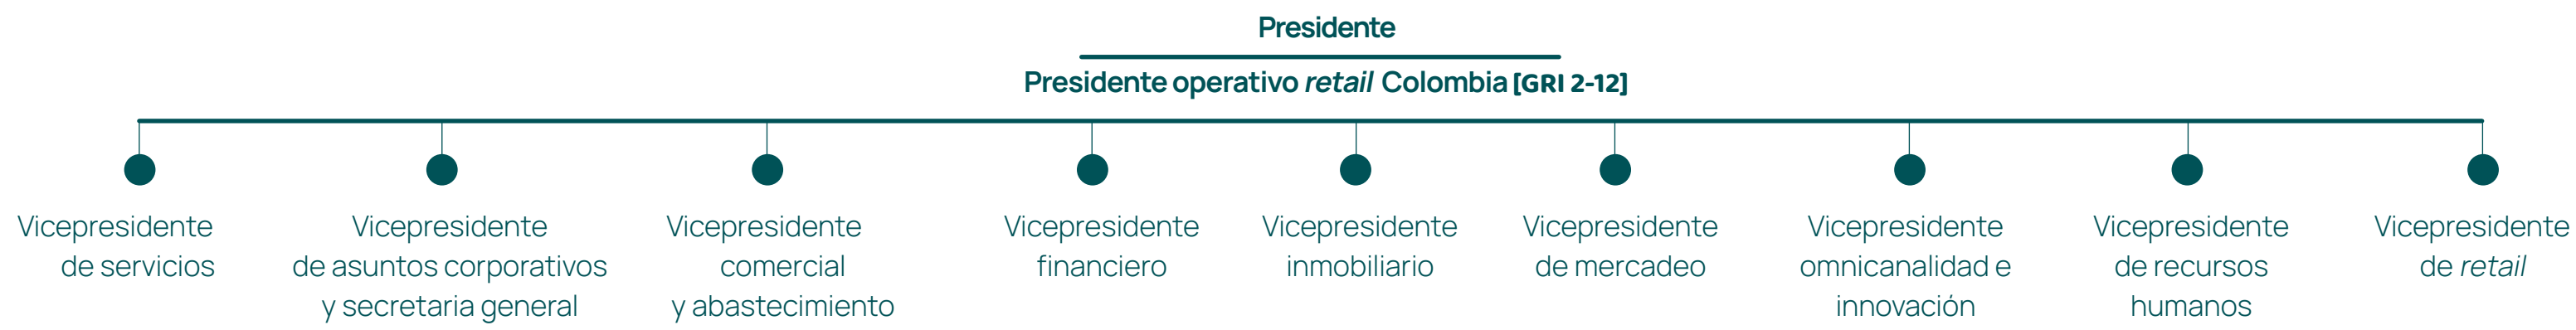 Presidente
Presidente operativo retail Colombia [GRI 2-12]
Vicepresidente
de servicios
Vicepresidente
de asuntos corporativos
y secretaria general
Vicepresidente
comercial
y abastecimiento
Vicepresidente
financiero
Vicepresidente
inmobiliario
Vicepresidente
de mercadeo
Vicepresidente
omnicanalidad e
innovación
Vicepresidente
de recursos
humanos
Vicepresidente
de retail